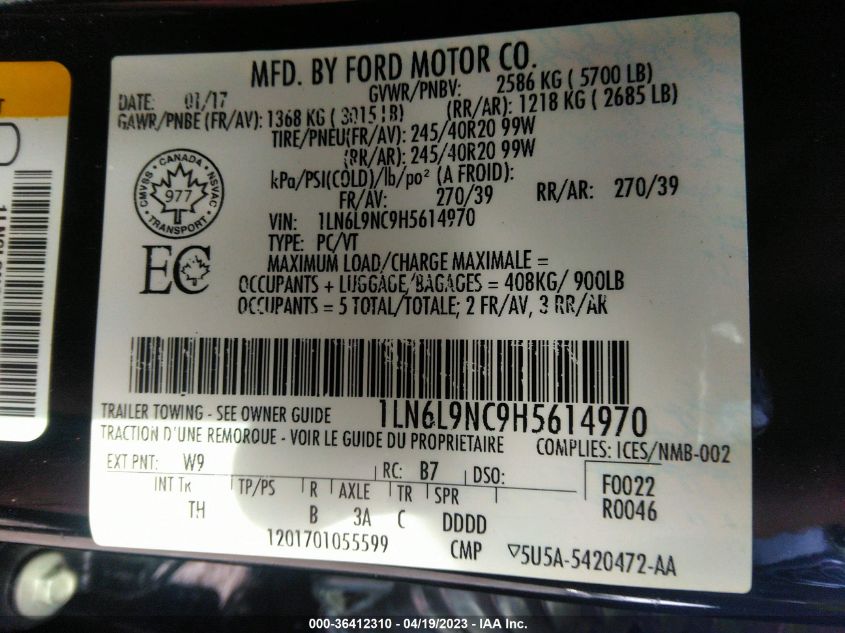 MFD. BY FORD MOTOR CO.
DATE: 01/17 GVWR/PNBV: 2586 KG ( 5700 LB)
GAWR/PNBE (FR/AV): 1368 KG ( 3015 LB) (RR/AR): 1218 KG ( 2685 LB)
TIRE/PNEU(FR/AV): 245/40R20 99W
(RR/AR): 245/40R20 99W
kPa/PSI(COLD)/lb/po² (A FROID):
FR/AV: 270/39 RR/AR: 270/39
CANADA
CMVSS 977 NSVAC
TRANSPORT
VIN: 1LN6L9NC9H5614970
TYPE: PC/VT
EC
MAXIMUM LOAD/CHARGE MAXIMALE =
OCCUPANTS + LUGGAGE/BAGAGES = 408KG/ 900LB
OCCUPANTS = 5 TOTAL/TOTALE; 2 FR/AV, 3 RR/AR
TRAILER TOWING - SEE OWNER GUIDE 1LN6L9NC9H5614970
TRACTION D'UNE REMOROUE - VOIR LE GUIDE DU PROPRIETAIRE COMPLIES: ICES/NMB-002
EXT PNT: W9 RC: B7 DSO: F0022
INT TR TP/PS R AXLE TR SPR R0046
TH B 3A C DDDD
1201701055599 CMP ▽5U5A-5420472-AA
000-36412310 - 04/19/2023 - IAA Inc.